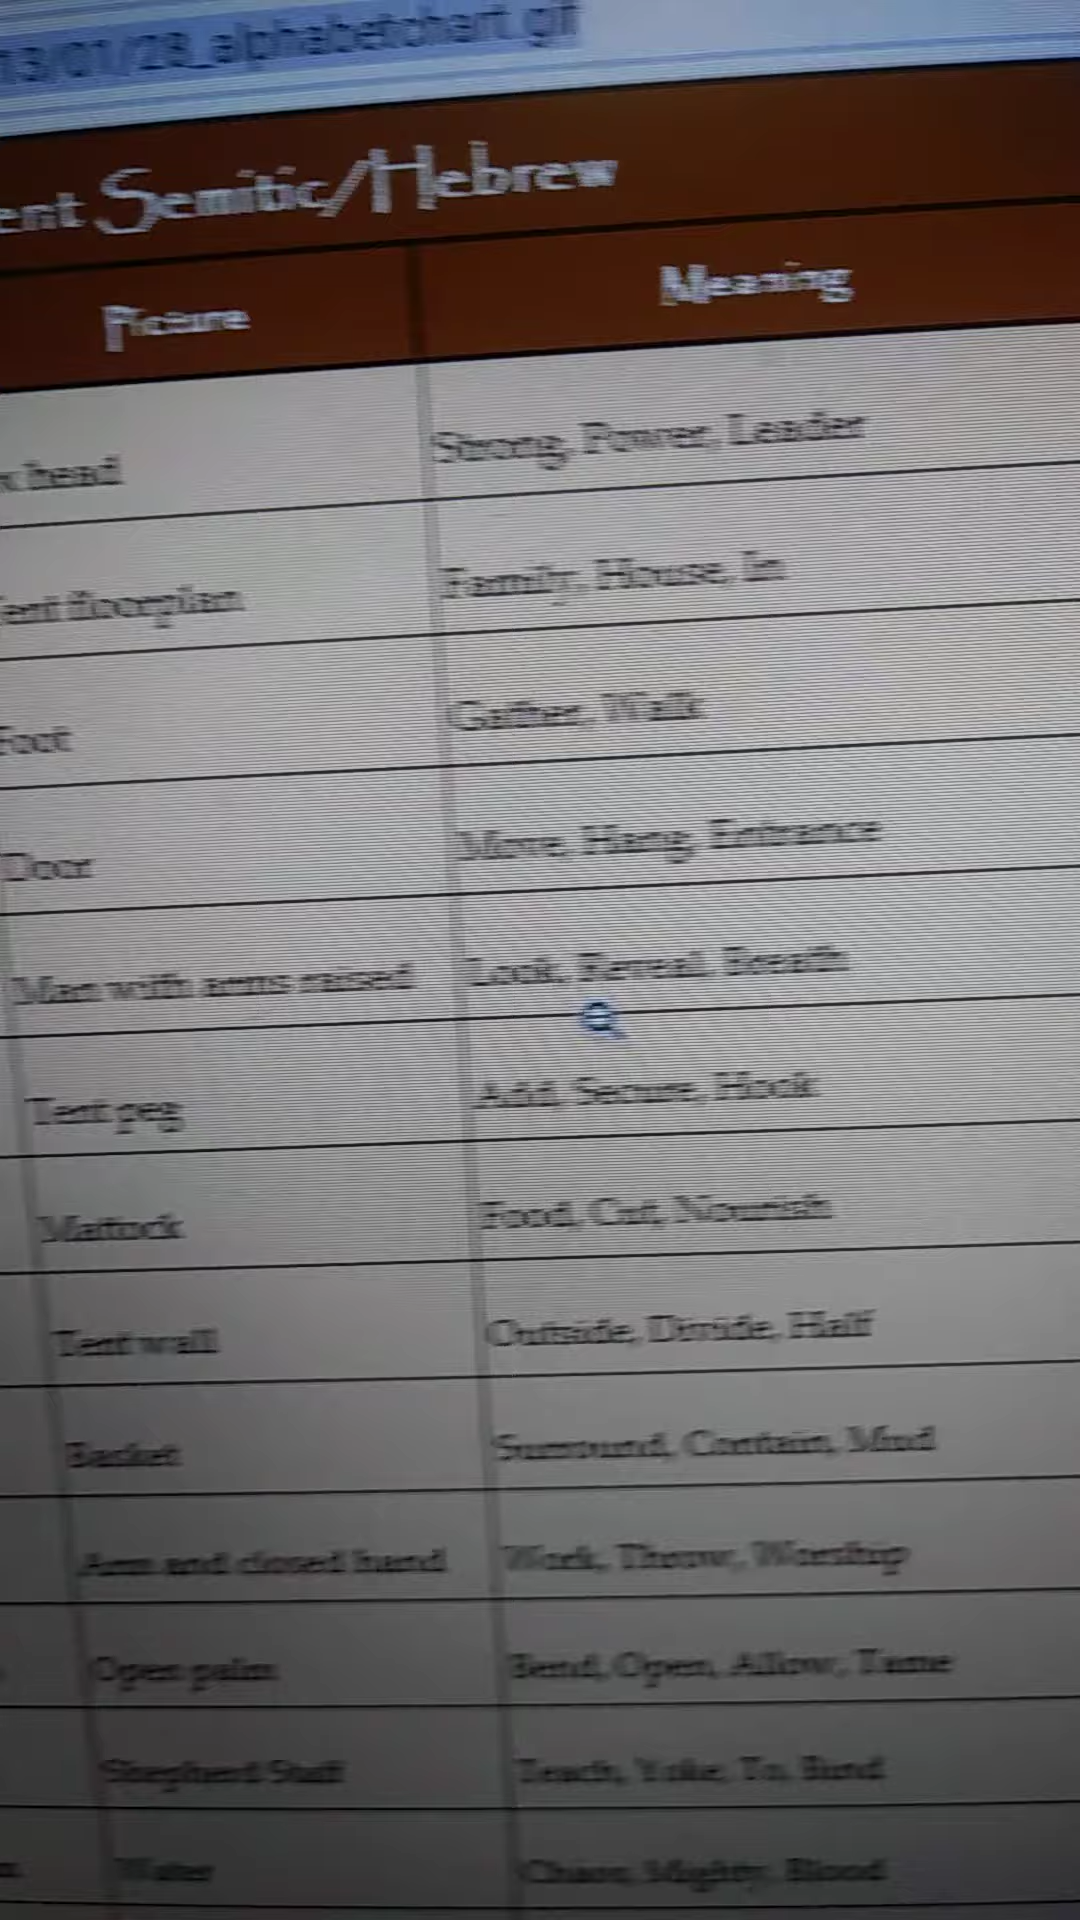 13/01/28_alphabetchart.gif
ent Semitic/Hebrew
Picture Meaning
x head Strong, Power, Leader
ent floorplan Family, House, In
Foot Gather, Walk
Door Move, Hang, Entrance
Man with arms raised Look, Reveal, Breath
Tent peg Add, Secure, Hook
Mattock Food, Cut, Nourish
Tent wall Outside, Divide, Half
Basket Surround, Contain, Mud
Arm and closed hand Work, Throw, Worship
Open palm Bend, Open, Allow, Tame
Shepherd Staff Teach, Yoke, To, Bind
Water Chaos, Mighty, Blood